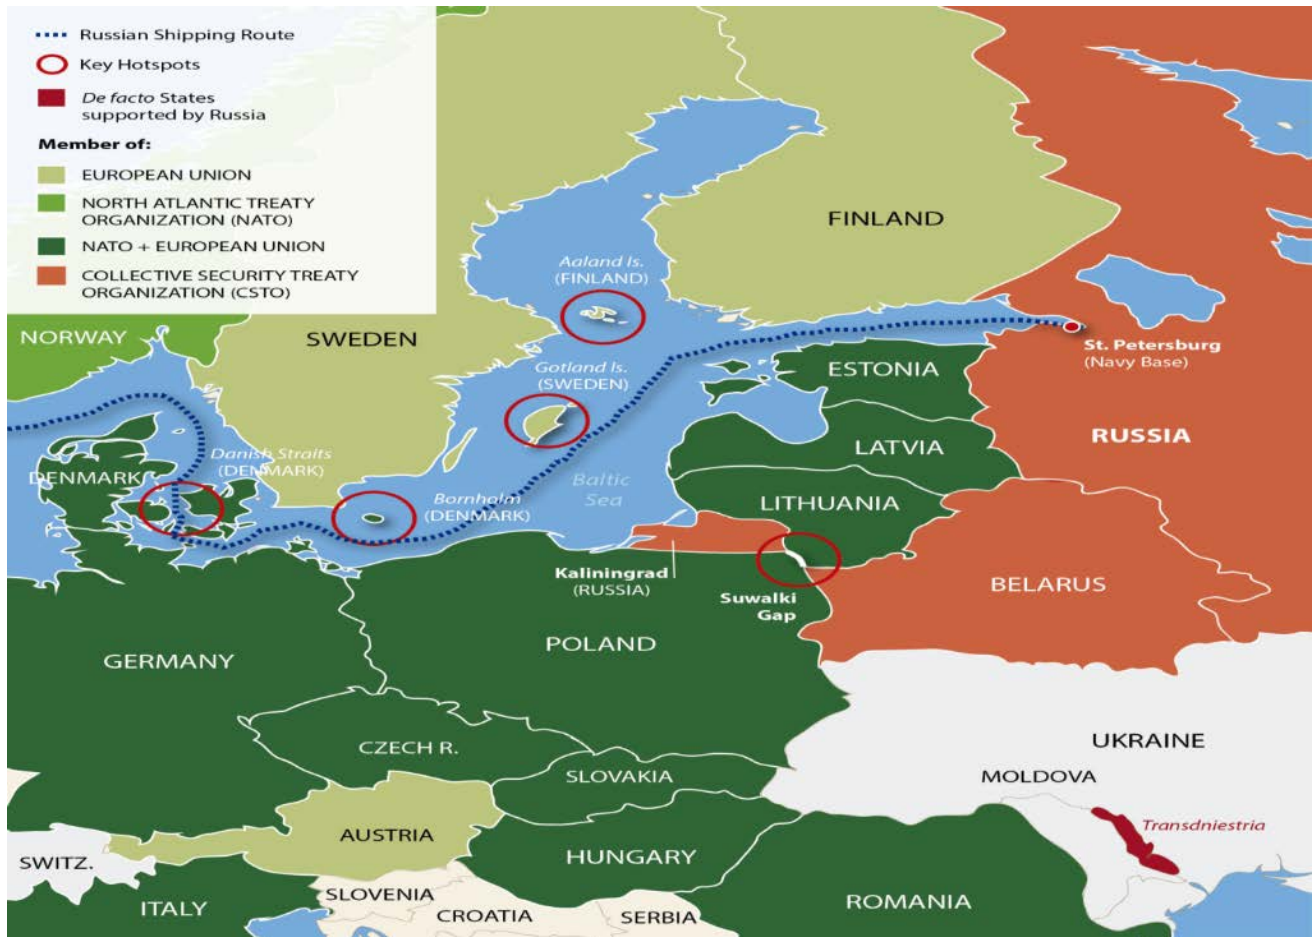 Russian Shipping Route
Key Hotspots
De facto States
supported by Russia
Member of:
EUROPEAN UNION
NORTH ATLANTIC TREATY
ORGANIZATION (NATO)
NATO + EUROPEAN UNION
COLLECTIVE SECURITY TREATY
ORGANIZATION (CSTO)
FINLAND
Aaland Is.
(FINLAND)
NORWAY
SWEDEN
St. Petersburg
(Navy Base)
Gotland Is.
(SWEDEN)
ESTONIA
RUSSIA
LATVIA
Danish Straits
(DENMARK)
DENMARK
Baltic
Sea
Bornholm
(DENMARK)
LITHUANIA
Kaliningrad
(RUSSIA)
Suwalki
Gap
BELARUS
POLAND
GERMANY
UKRAINE
CZECH R.
SLOVAKIA
MOLDOVA
Transdniestria
AUSTRIA
HUNGARY
SWITZ.
SLOVENIA
ROMANIA
ITALY
CROATIA
SERBIA